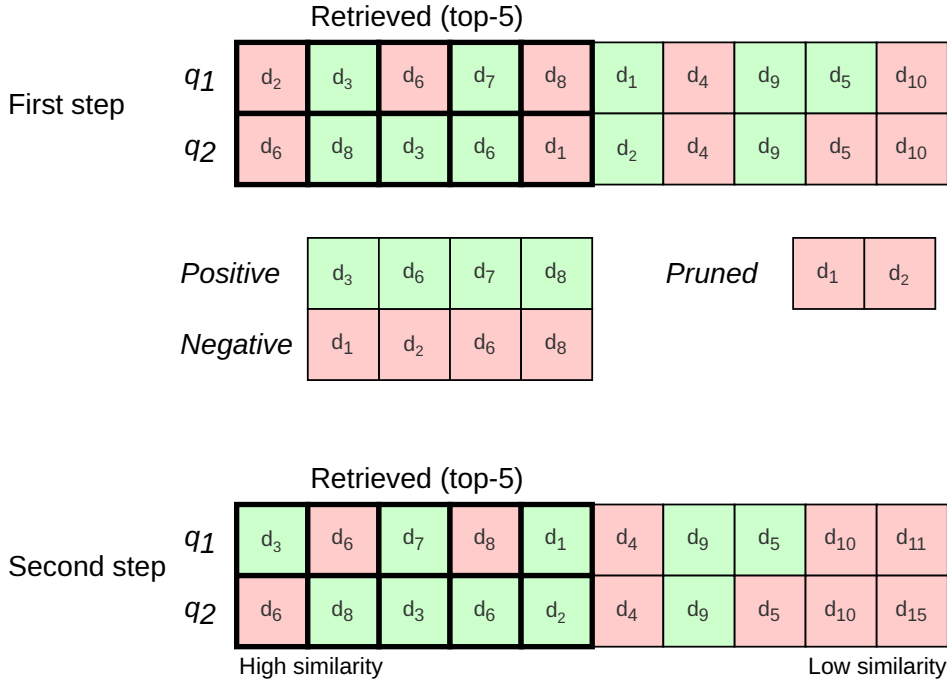 Retrieved (top-5)
First step
q1 d2 d3 d6 d7 d8 d1 d4 d9 d5 d10
q2 d6 d8 d3 d6 d1 d2 d4 d9 d5 d10
Positive d3 d6 d7 d8
Negative d1 d2 d6 d8
Pruned d1 d2
Retrieved (top-5)
Second step
q1 d3 d6 d7 d8 d1 d4 d9 d5 d10 d11
q2 d6 d8 d3 d6 d2 d4 d9 d5 d10 d15
High similarity
Low similarity